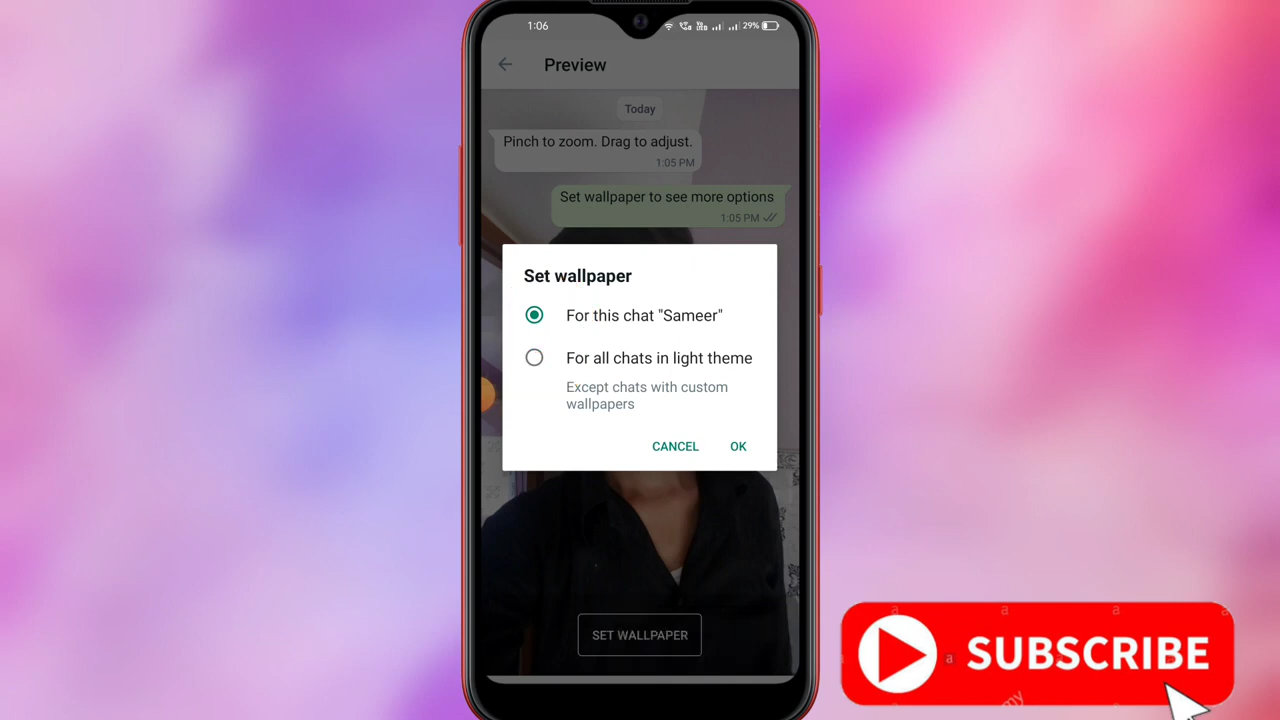 1:06
29%
Preview
Today
Pinch to zoom. Drag to adjust.
1:05 PM
Set wallpaper to see more options
1:05 PM
Set wallpaper
For this chat "Sameer"
For all chats in light theme
Except chats with custom
wallpapers
CANCEL OK
SET WALLPAPER
SUBSCRIBE